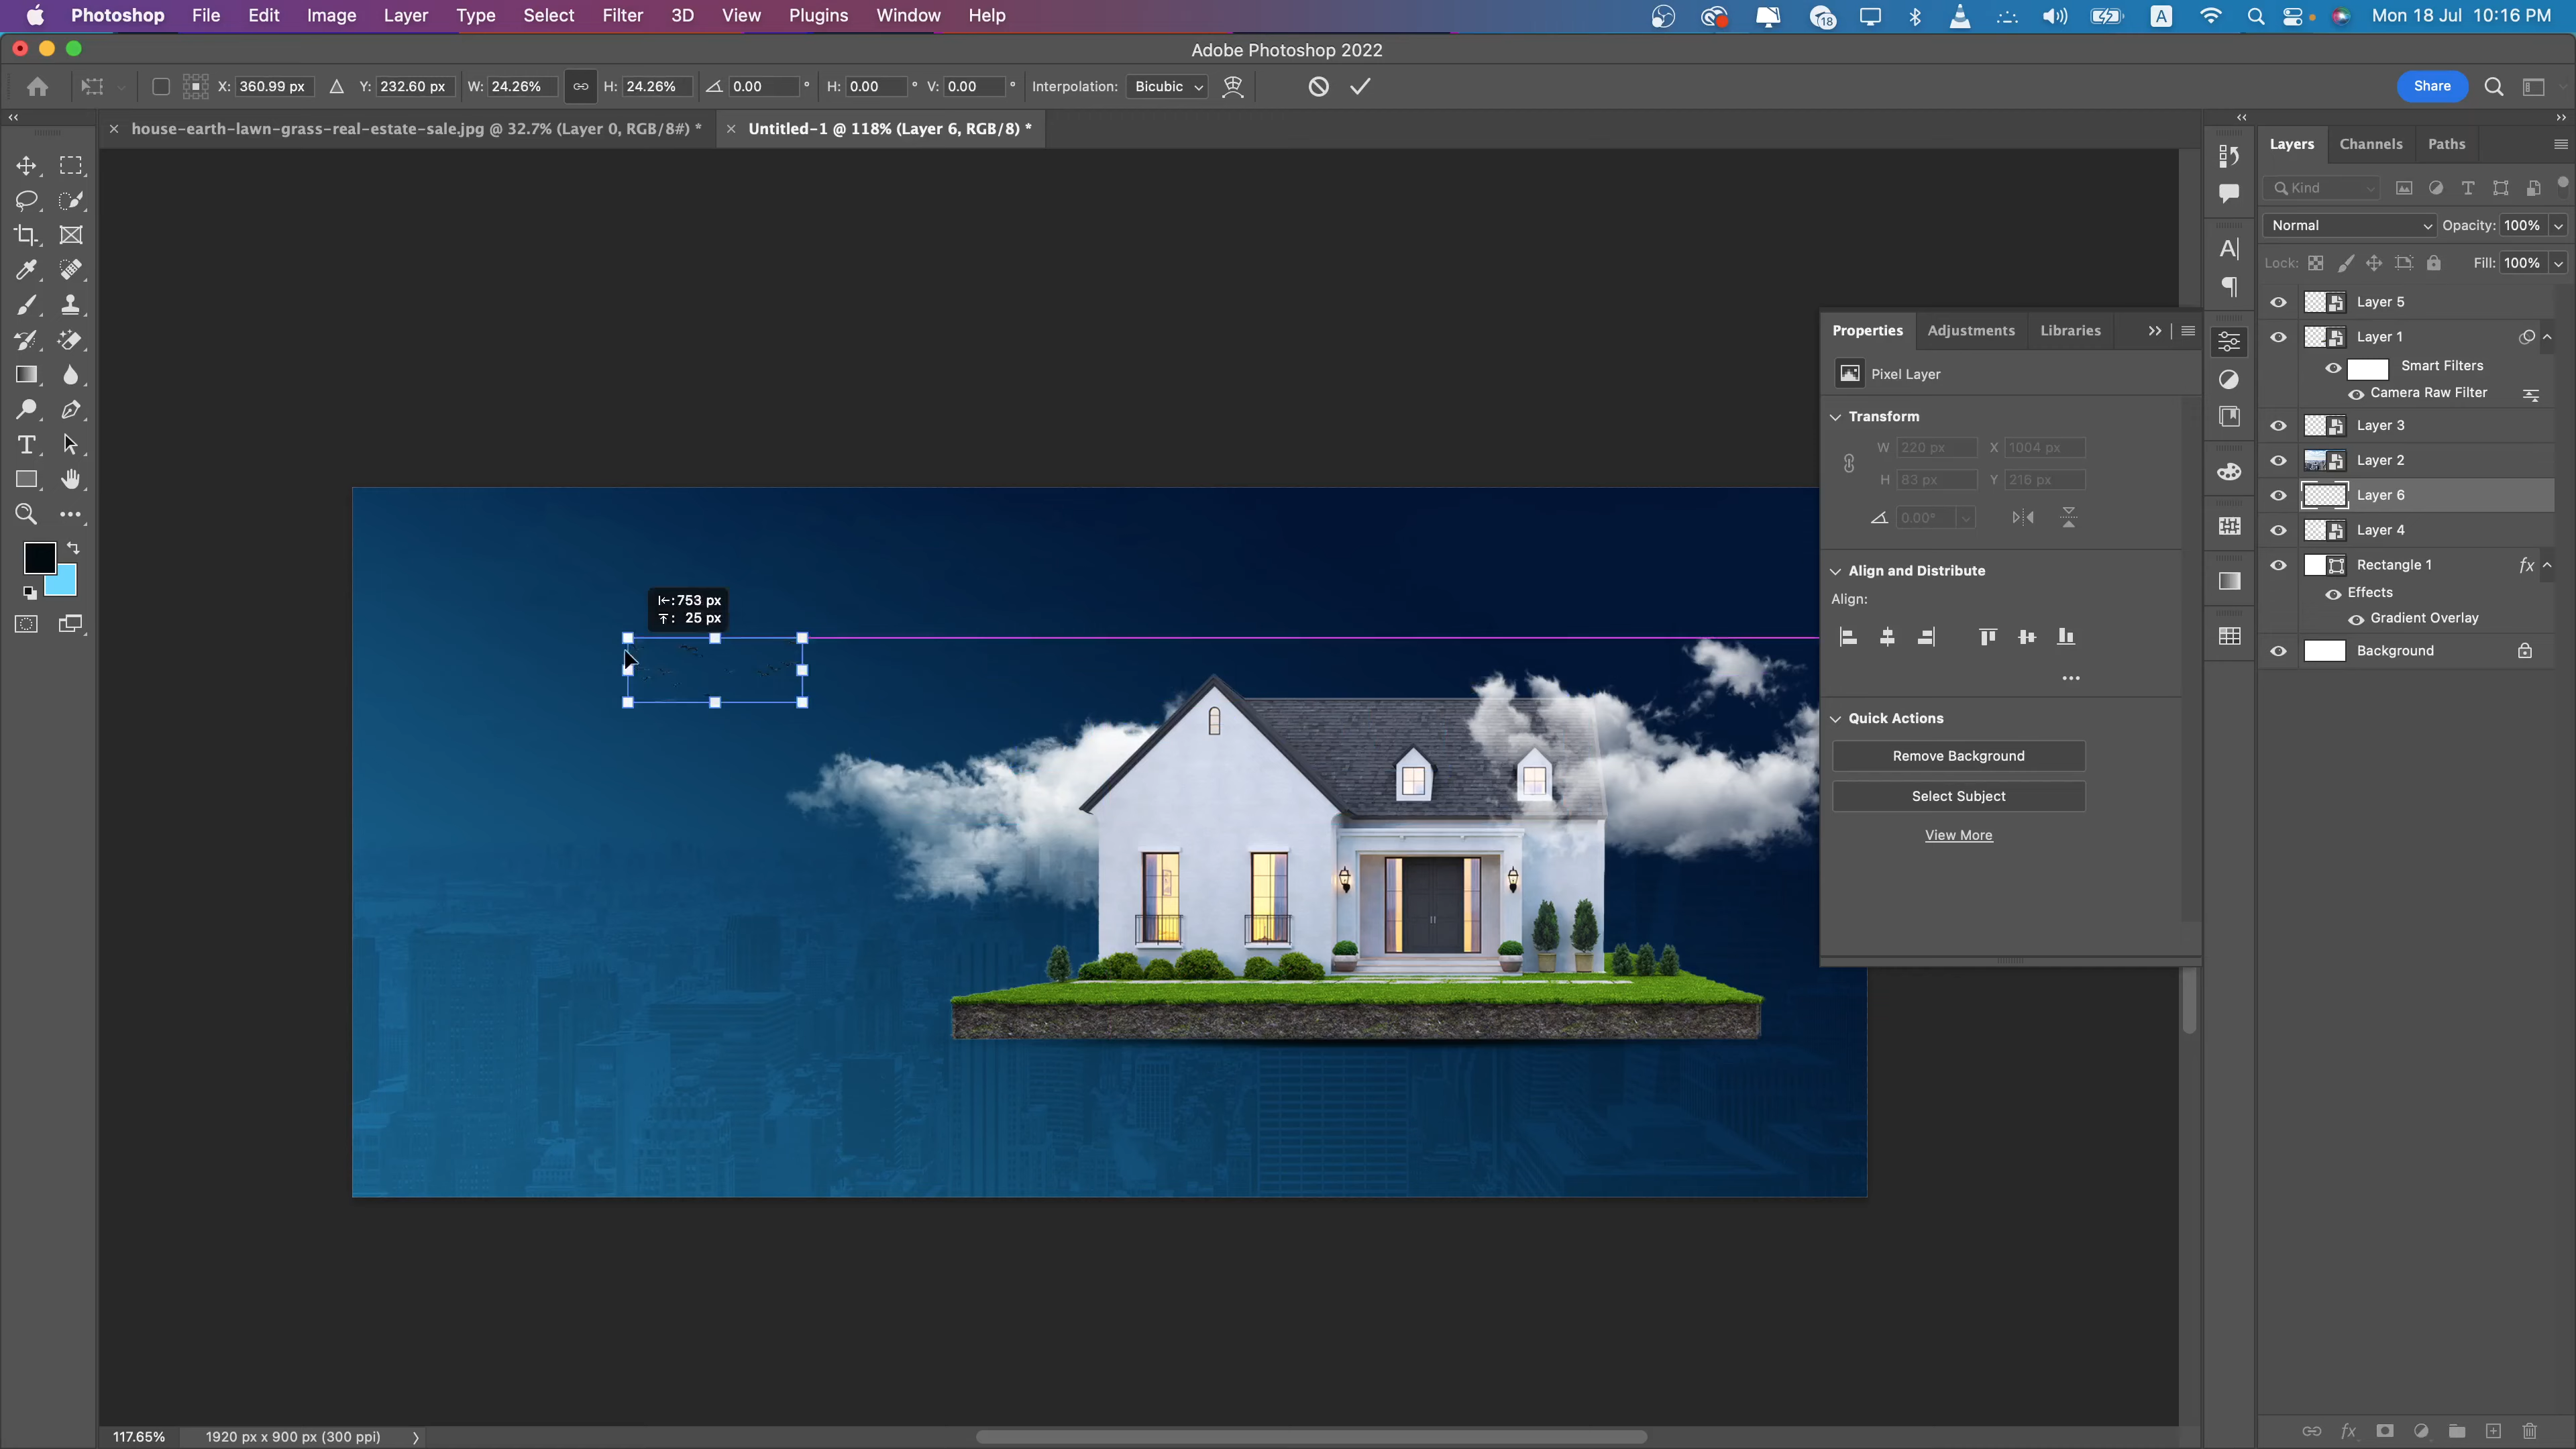 Photoshop File Edit Image Layer Type Select Filter 3D View Plugins Window Help 18 A Mon 18 Jul 10:16 PM
Adobe Photoshop 2022
X: 360.99 px Y: 232.60 px W: 24.26% H: 24.26% 0.00 ° H: 0.00 ° V: 0.00 ° Interpolation: Bicubic Share
house-earth-lawn-grass-real-estate-sale.jpg @ 32.7% (Layer 0, RGB/8#) * Untitled-1 @ 118% (Layer 6, RGB/8) *
Layers Channels Paths
Kind
Normal Opacity: 100%
Lock: Fill: 100%
Layer 5
Layer 1
Smart Filters
Camera Raw Filter
Layer 3
Layer 2
Layer 6
Layer 4
Rectangle 1 fx
Effects
Gradient Overlay
Background
Properties Adjustments Libraries
Pixel Layer
Transform
W 220 px X 1004 px
H 83 px Y 216 px
0.00°
Align and Distribute
Align:
Quick Actions
Remove Background
Select Subject
View More
: 753 px
: 25 px
117.65% 1920 px x 900 px (300 ppi)
fx